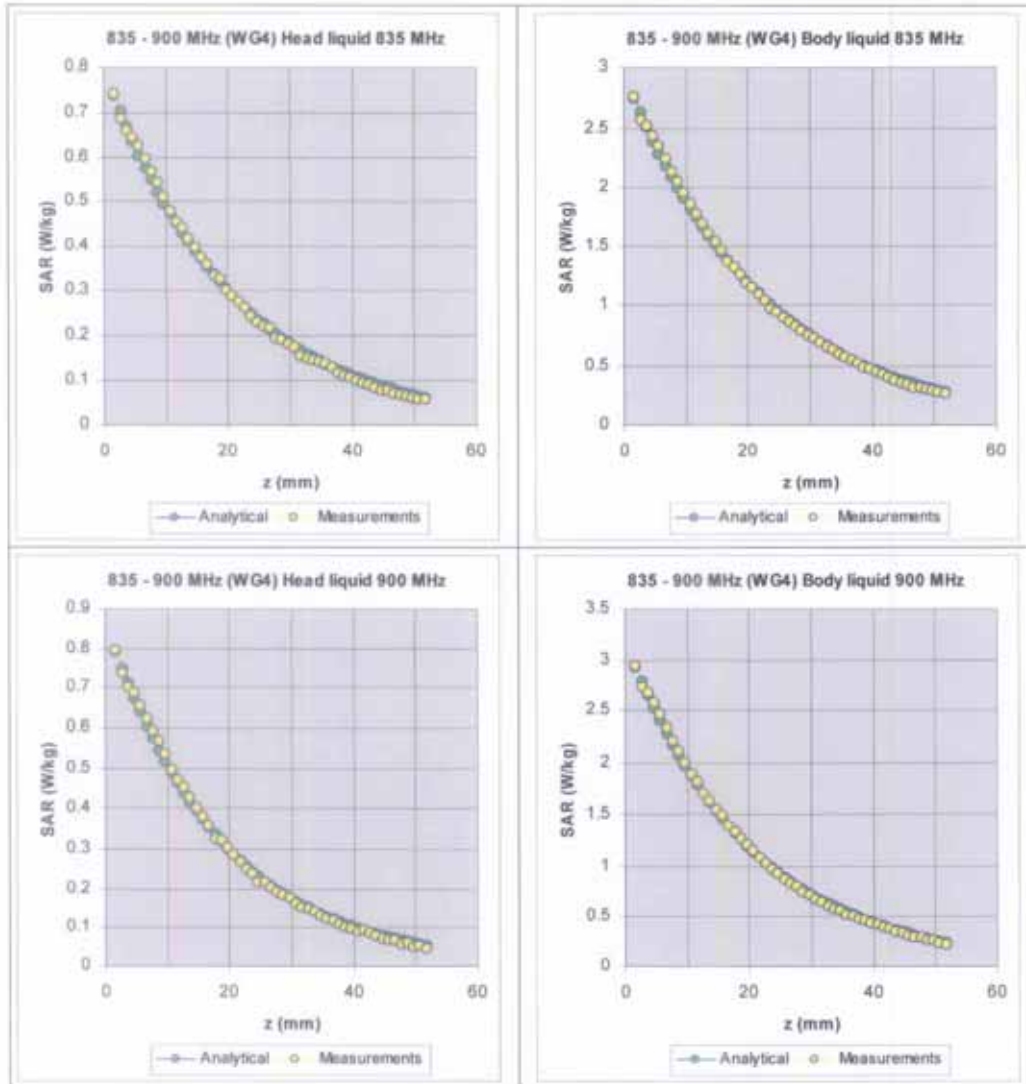 835 - 900 MHz (WG4) Head liquid 835 MHz
0.8
0.7
0.6
0.5
0.4
0.3
0.2
0.1
0
SAR (W/kg)
0 20 40 60
z (mm)
Analytical Measurements
835 - 900 MHz (WG4) Body liquid 835 MHz
3
2.5
2
1.5
1
0.5
0
SAR (W/kg)
0 20 40 60
z (mm)
Analytical Measurements
835 - 900 MHz (WG4) Head liquid 900 MHz
0.9
0.8
0.7
0.6
0.5
0.4
0.3
0.2
0.1
0
SAR (W/kg)
0 20 40 60
z (mm)
Analytical Measurements
835 - 900 MHz (WG4) Body liquid 900 MHz
3.5
3
2.5
2
1.5
1
0.5
0
SAR (W/kg)
0 20 40 60
z (mm)
Analytical Measurements